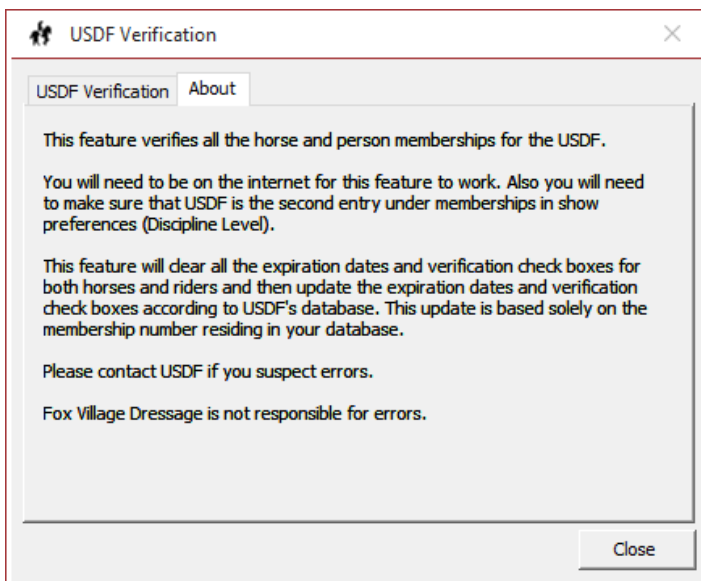 USDF Verification
USDF Verification
About
This feature verifies all the horse and person memberships for the USDF.
You will need to be on the internet for this feature to work. Also you will need
to make sure that USDF is the second entry under memberships in show
preferences (Discipline Level).
This feature will clear all the expiration dates and verification check boxes for
both horses and riders and then update the expiration dates and verification
check boxes according to USDF's database. This update is based solely on the
membership number residing in your database.
Please contact USDF if you suspect errors.
Fox Village Dressage is not responsible for errors.
Close